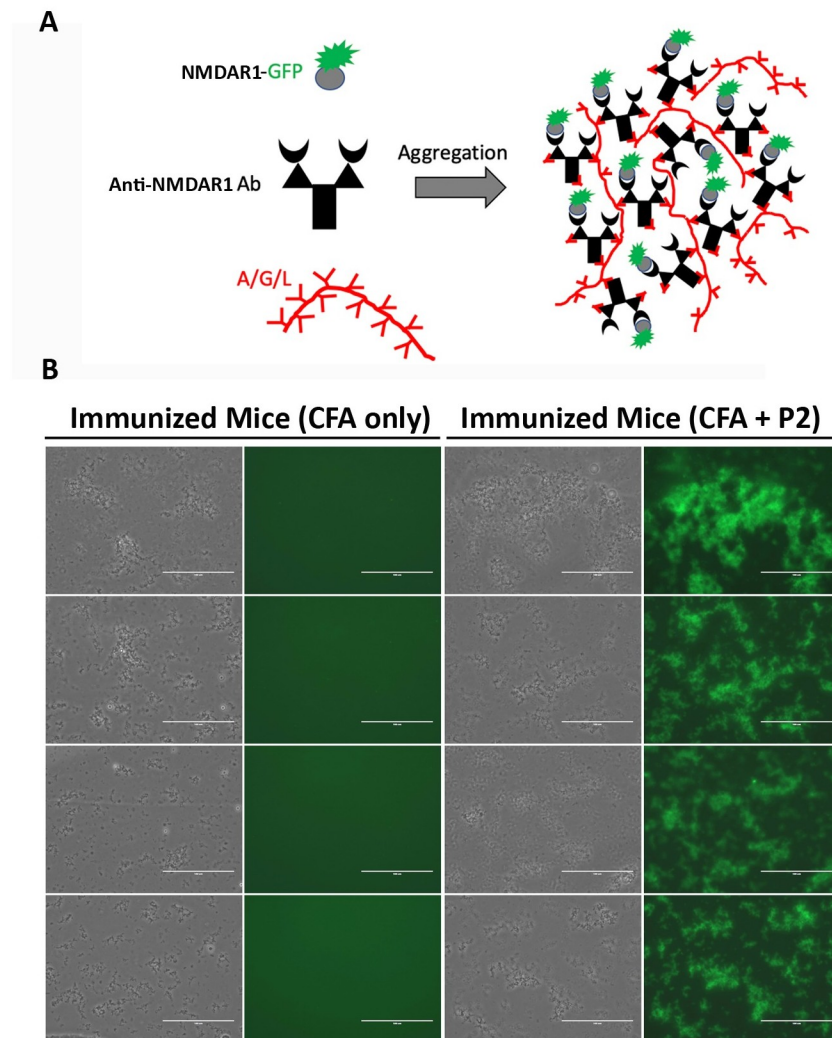 A
NMDAR1-GFP
Anti-NMDAR1 Ab
Aggregation
A/G/L
B
Immunized Mice (CFA only)
Immunized Mice (CFA + P2)